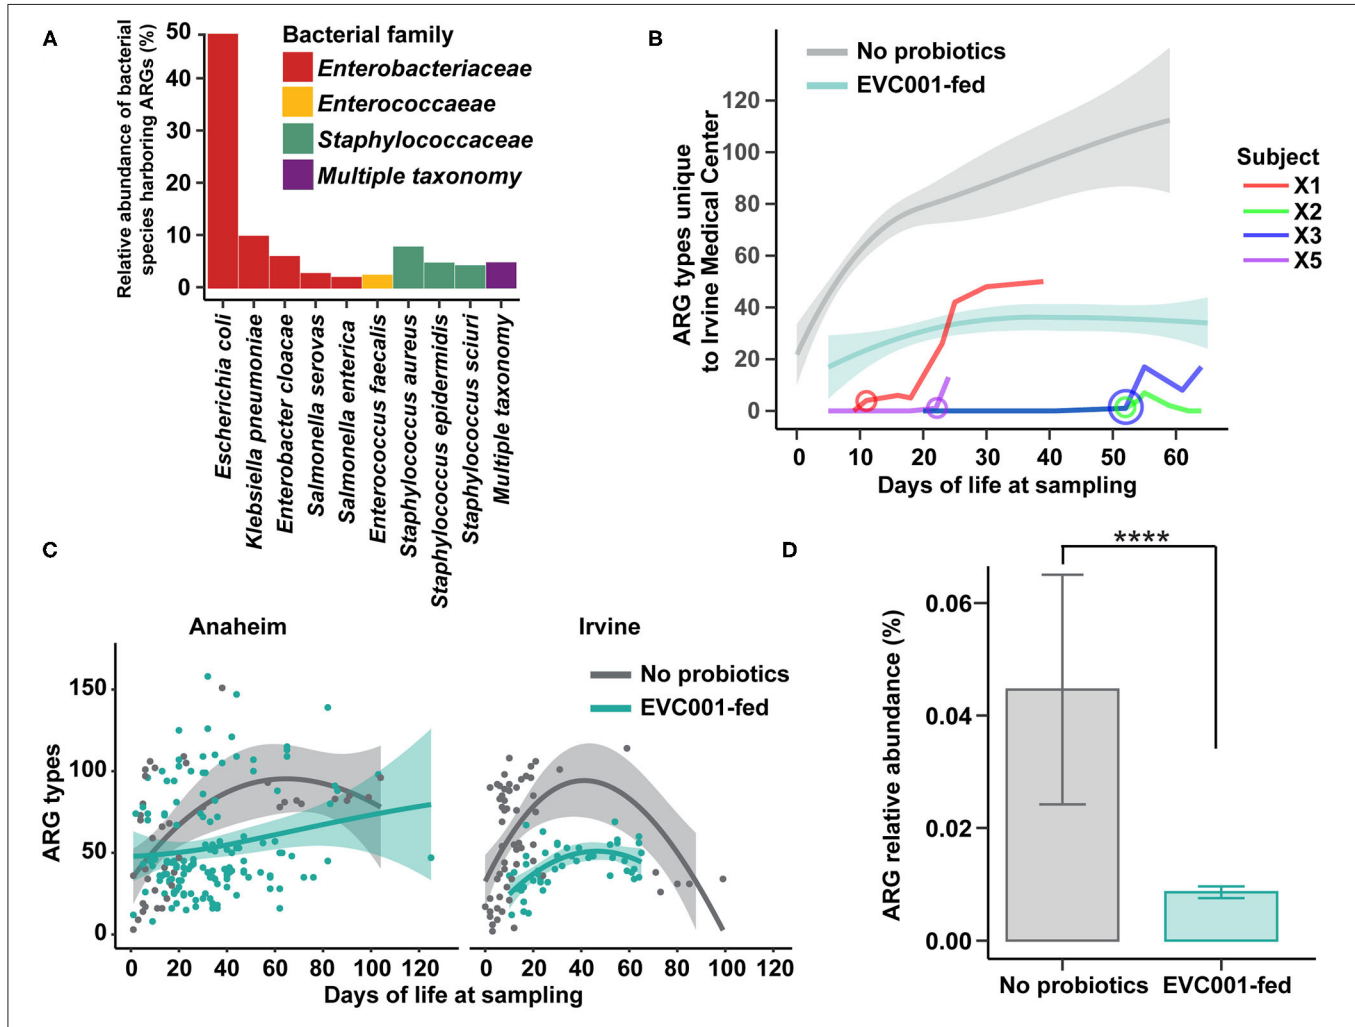 A
Relative abundance of bacterial
species harboring ARGs (%)
50
40
30
20
10
0
Bacterial family
Enterobacteriaceae
Enterococcaeae
Staphylococcaceae
Multiple taxonomy
Escherichia coli
Klebsiella pneumoniae
Enterobacter cloacae
Salmonella serovas
Salmonella enterica
Enterococcus faecalis
Staphylococcus aureus
Staphylococcus epidermidis
Staphylococcus sciuri
Multiple taxonomy
B
ARG types unique
to Irvine Medical Center
120
100
80
60
40
20
0
No probiotics
EVC001-fed
Subject
X1
X2
X3
X5
0 10 20 30 40 50 60
Days of life at sampling
C
Anaheim
Irvine
No probiotics
EVC001-fed
ARG types
150
100
50
0
0 20 40 60 80 100 120
0 20 40 60 80 100 120
Days of life at sampling
D
****
ARG relative abundance (%)
0.06
0.04
0.02
0.00
No probiotics
EVC001-fed